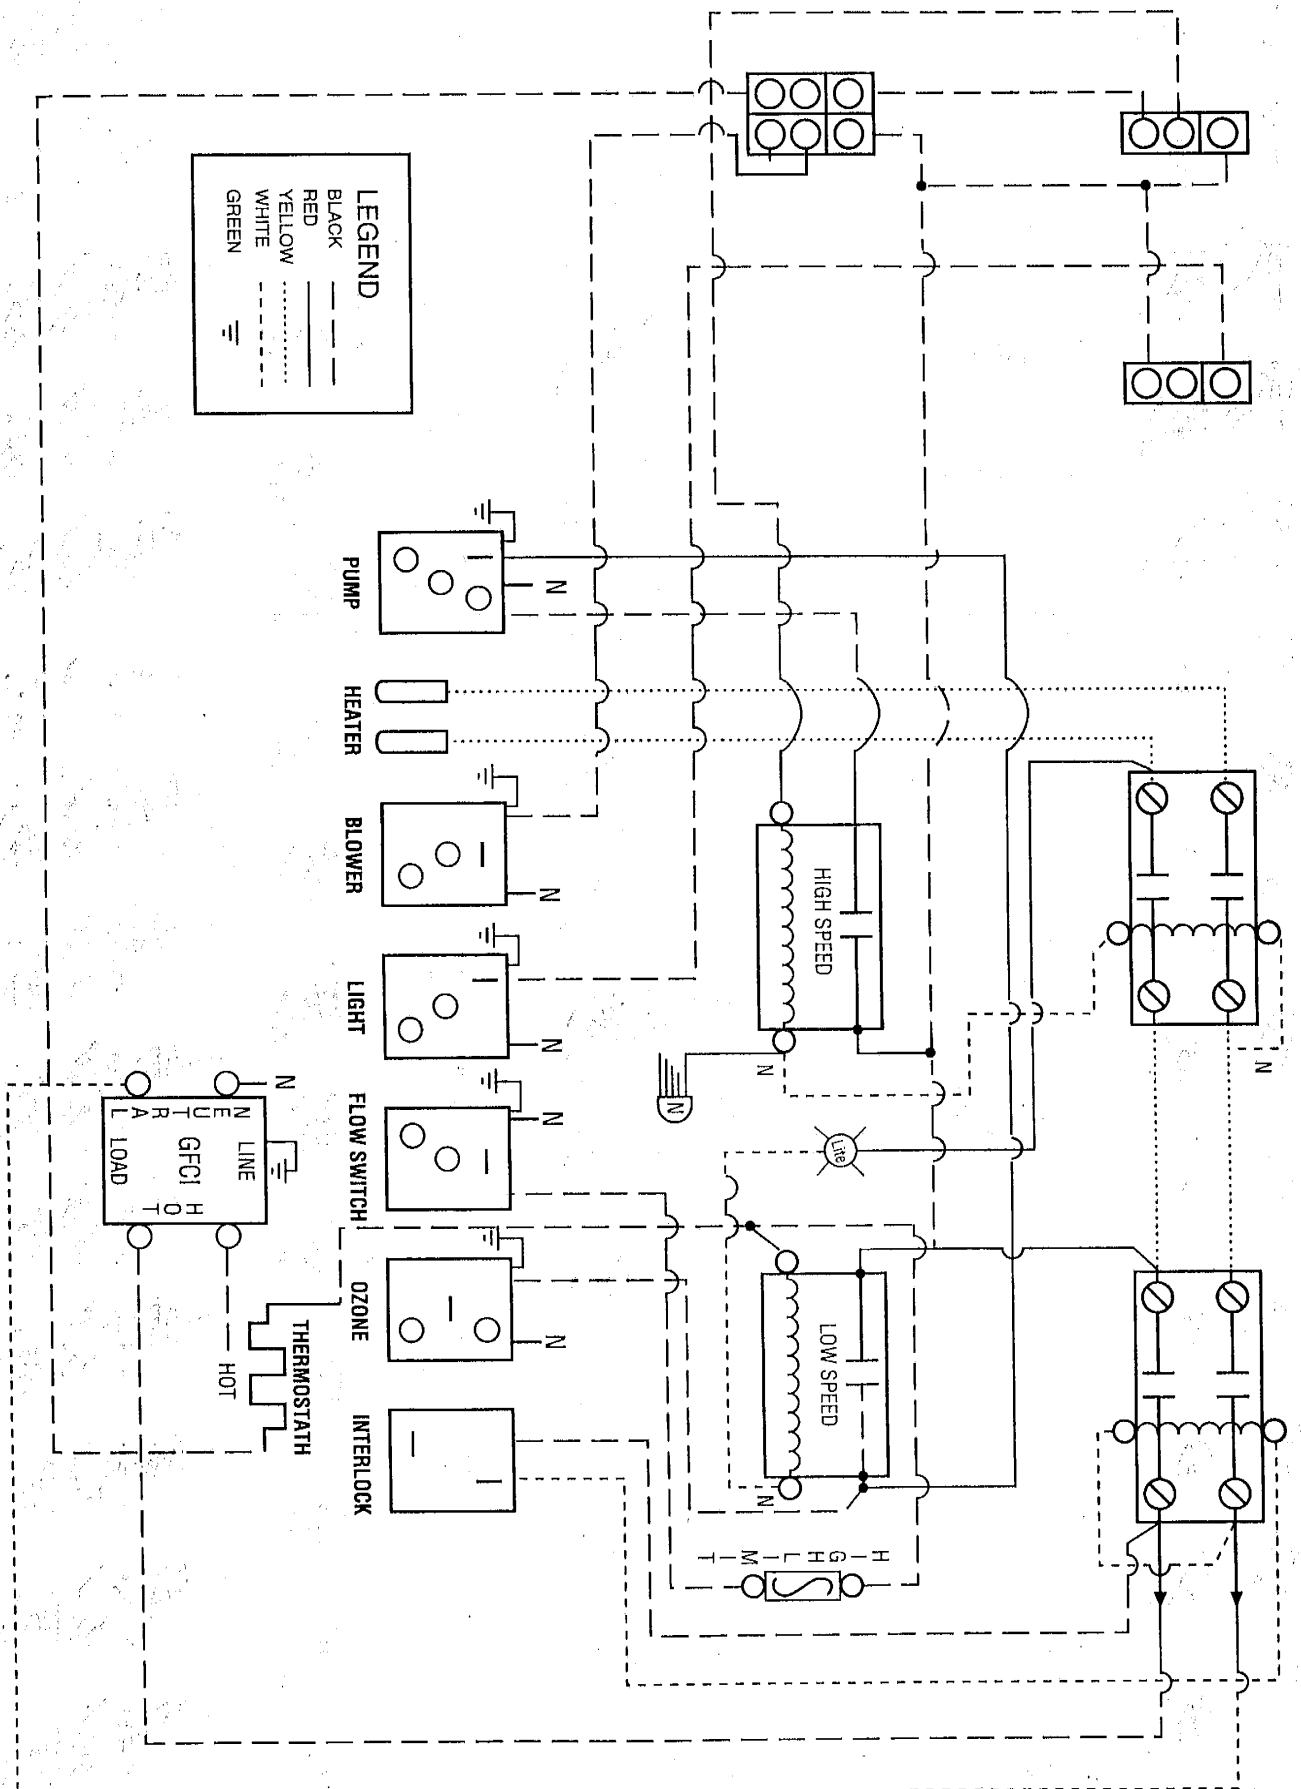 LEGEND
BLACK
RED
YELLOW
WHITE
GREEN
PUMP
N
HEATER
BLOWER
N
LIGHT
N
FLOW SWITCH
N
OZONE
N
INTERLOCK
HIGH SPEED
N
N
Lite
LOW SPEED
N
HIGH LIMIT
N
N
NEUTRAL
LINE
GFCI
LOAD
HOT
HOT
THERMOSTATH